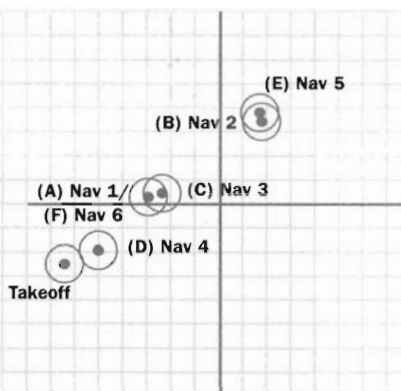 (E) Nav 5
(B) Nav 2
(A) Nav 1/
(C) Nav 3
(F) Nav 6
(D) Nav 4
Takeoff